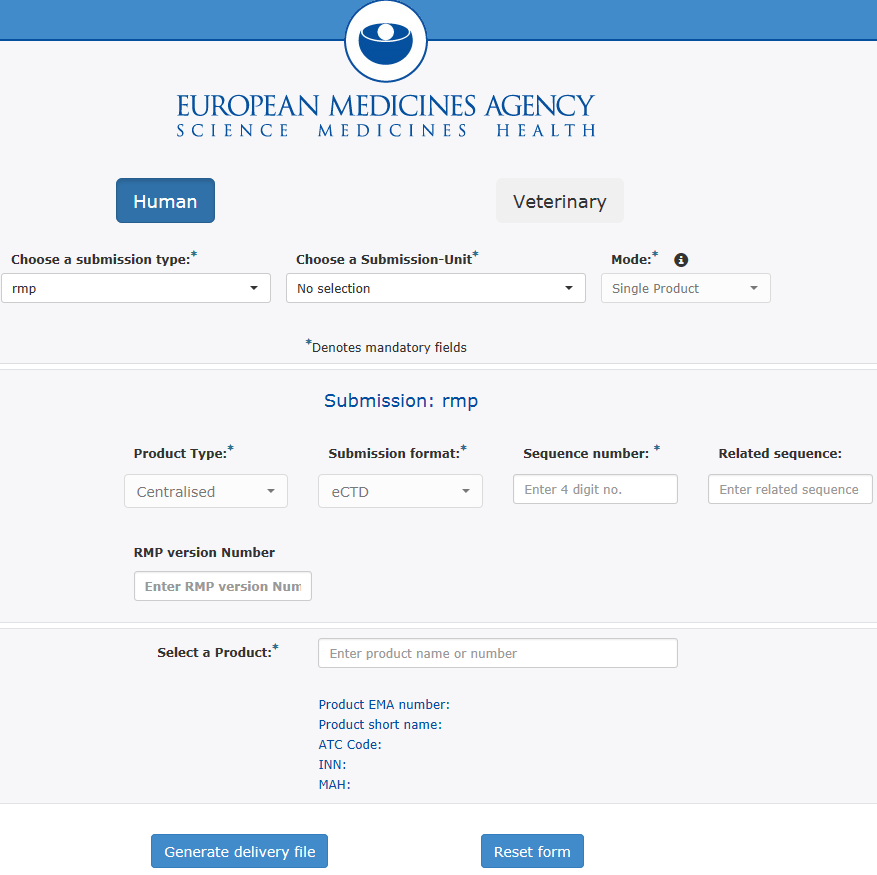 EUROPEAN MEDICINES AGENCY
SCIENCE MEDICINES HEALTH
Human Veterinary
Choose a submission type:* Choose a Submission-Unit* Mode:*
rmp No selection Single Product
*Denotes mandatory fields
Submission: rmp
Product Type:* Submission format:* Sequence number: * Related sequence:
Centralised eCTD Enter 4 digit no. Enter related sequence
RMP version Number
Enter RMP version Num
Select a Product:* Enter product name or number
Product EMA number:
Product short name:
ATC Code:
INN:
MAH:
Generate delivery file Reset form